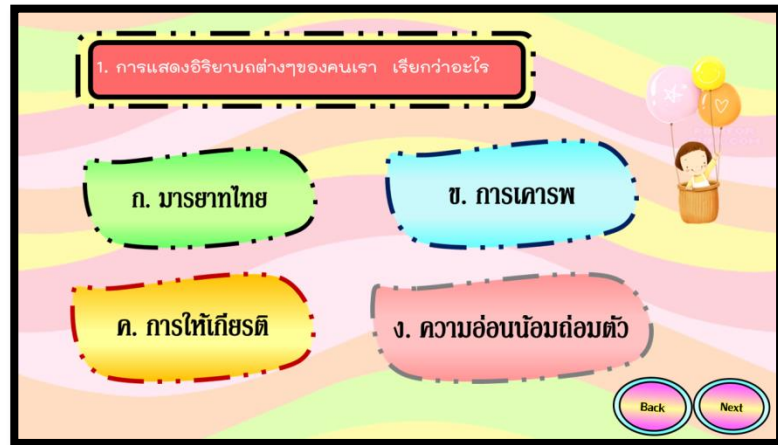 1. การแสดงอิริยาบถต่างๆของคนเรา เรียกว่าอะไร
ก. มารยาทไทย
ข. การเคารพ
ค. การให้เกียรติ
ง. ความอ่อนน้อมถ่อมตัว
Back
Next